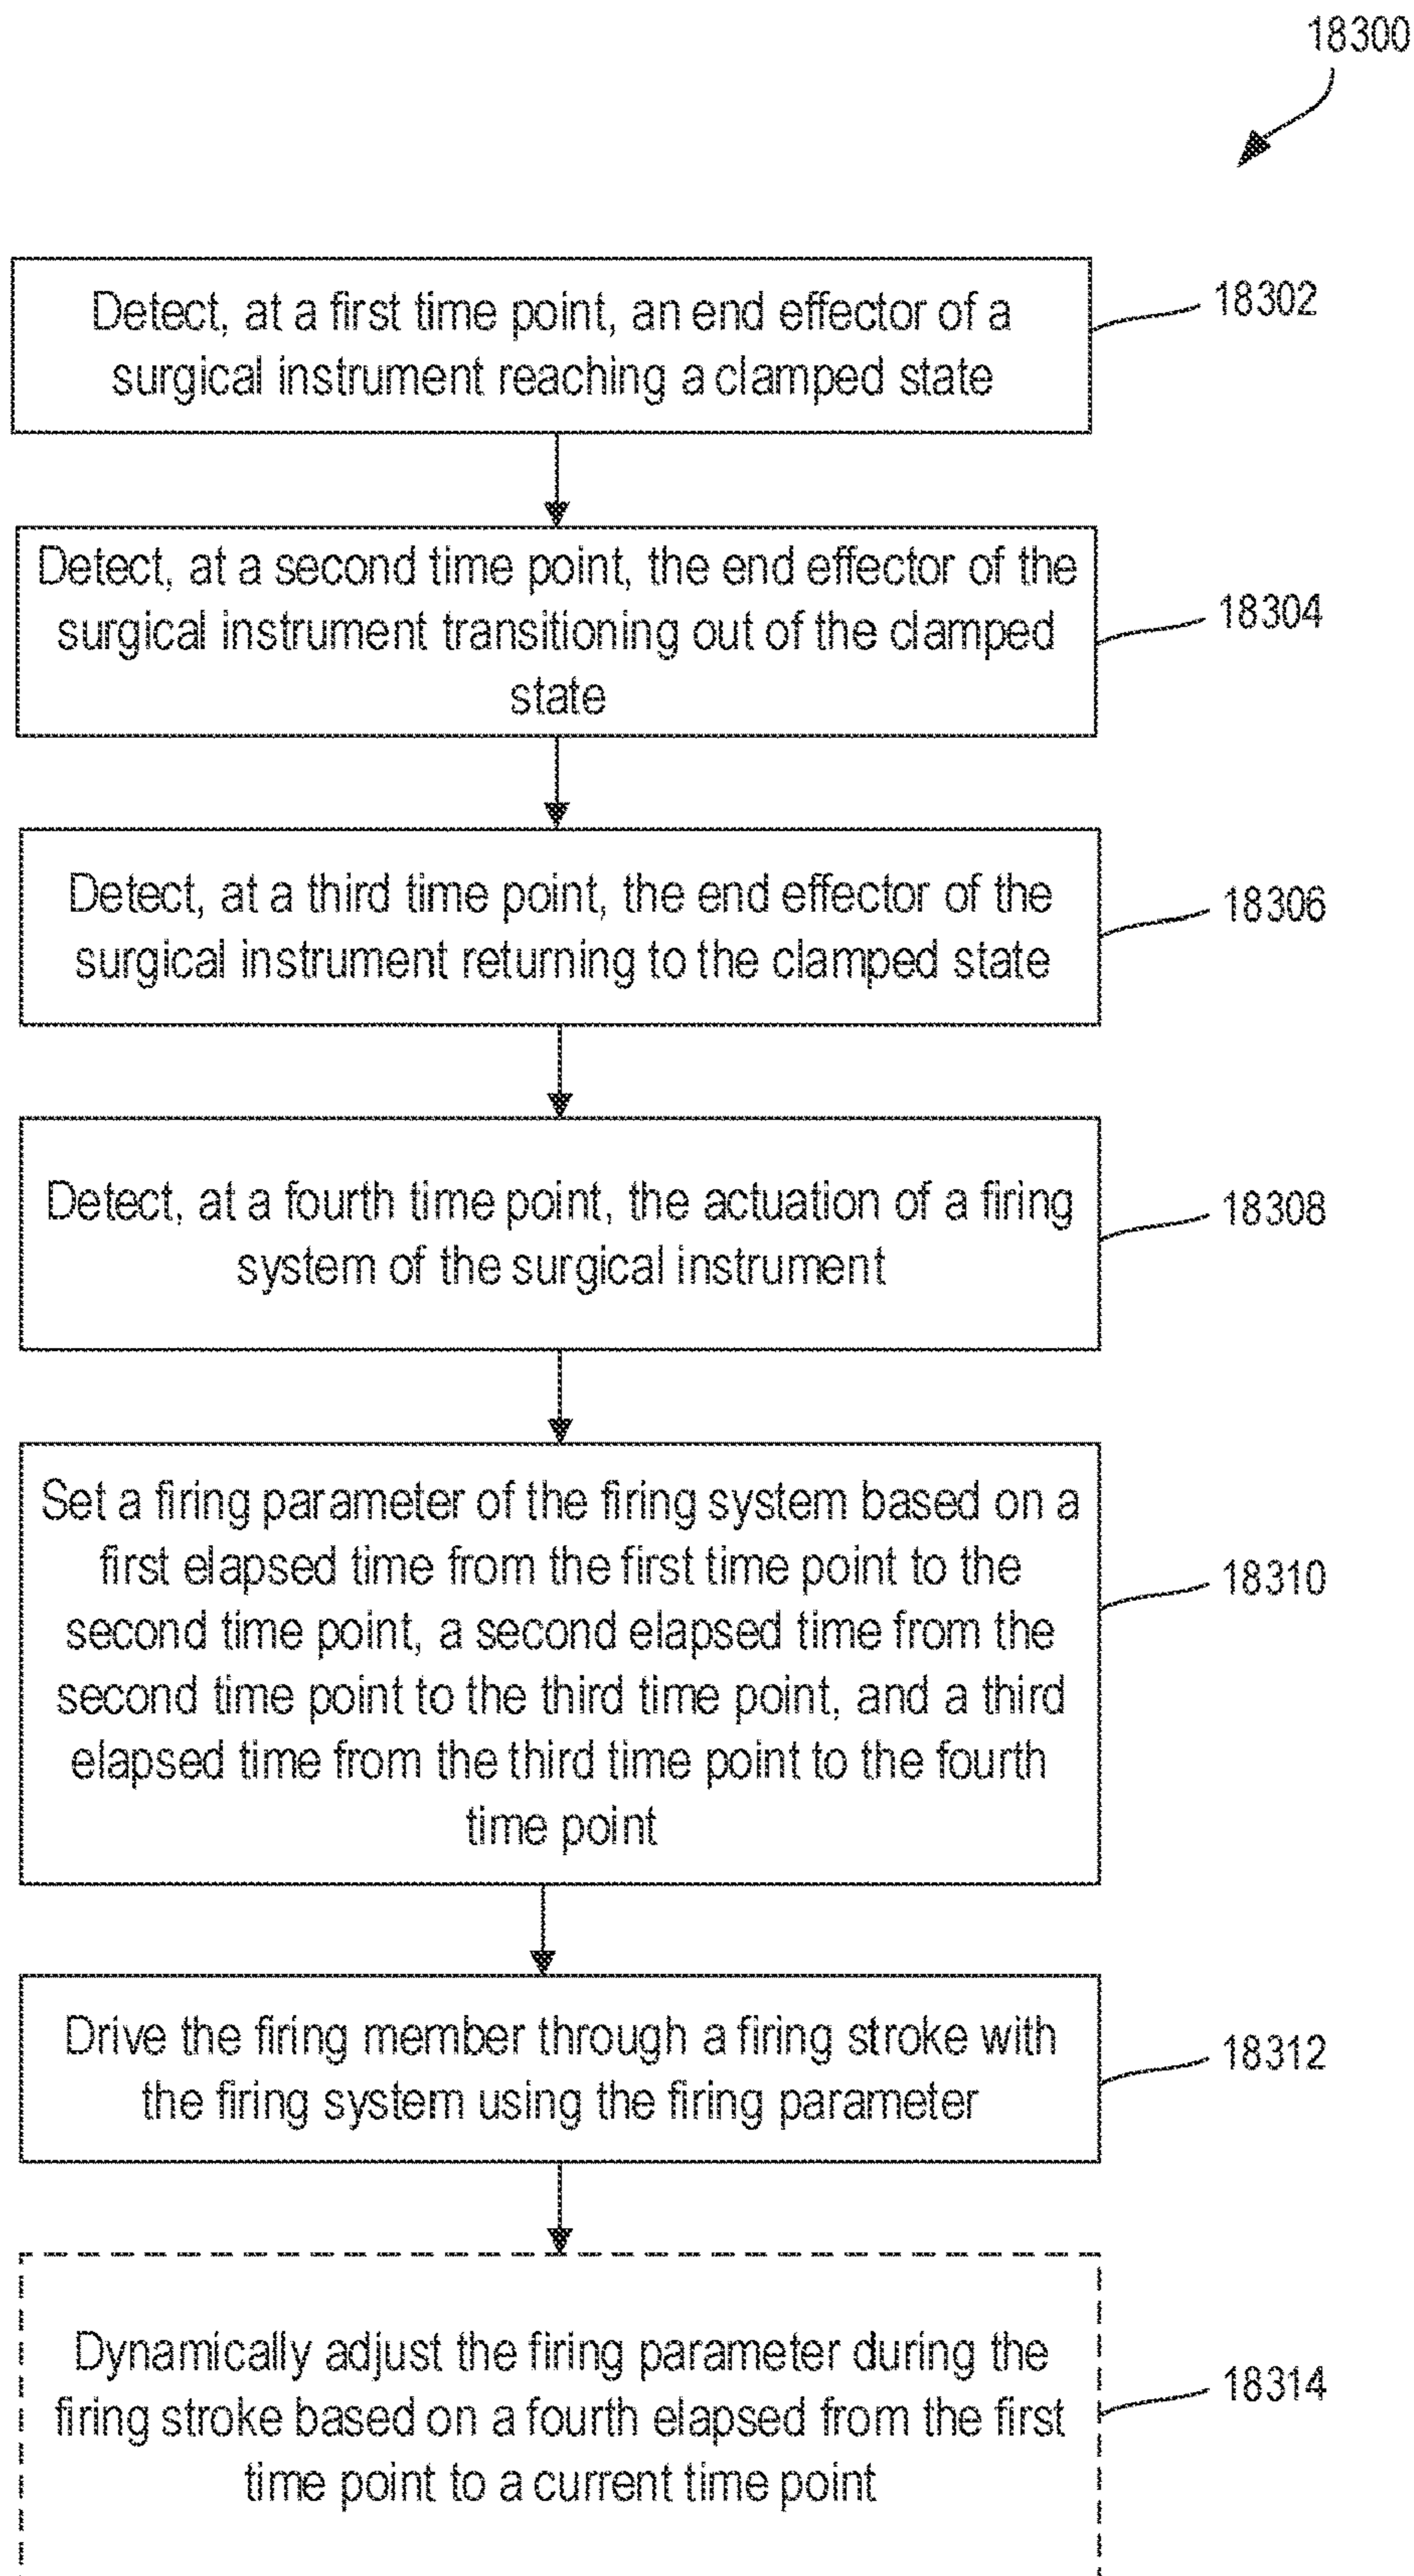 18300
Detect, at a first time point, an end effector of a
surgical instrument reaching a clamped state
18302
Detect, at a second time point, the end effector of the
surgical instrument transitioning out of the clamped
state
18304
Detect, at a third time point, the end effector of the
surgical instrument returning to the clamped state
18306
Detect, at a fourth time point, the actuation of a firing
system of the surgical instrument
18308
Set a firing parameter of the firing system based on a
first elapsed time from the first time point to the
second time point, a second elapsed time from the
second time point to the third time point, and a third
elapsed time from the third time point to the fourth
time point
18310
Drive the firing member through a firing stroke with
the firing system using the firing parameter
18312
Dynamically adjust the firing parameter during the
firing stroke based on a fourth elapsed from the first
time point to a current time point
18314